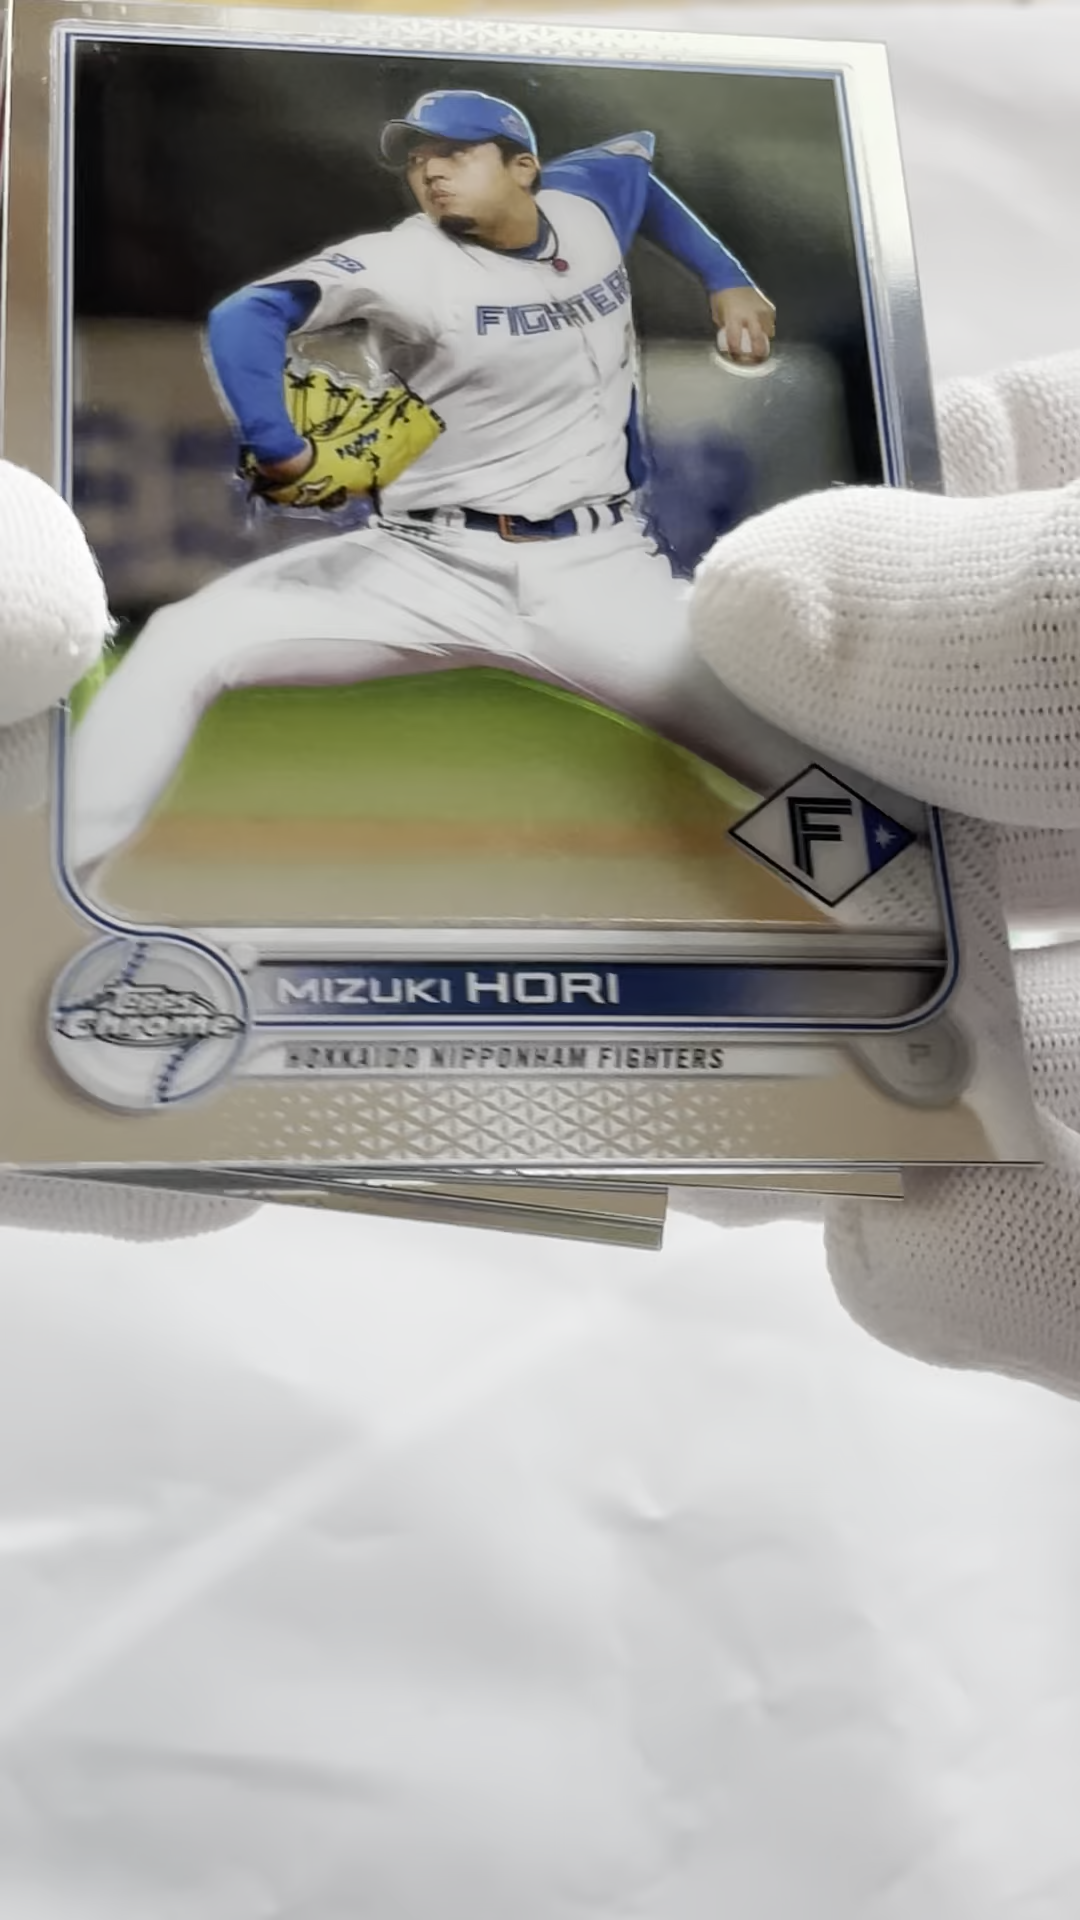 F
FIGHTERS
F
MIZUKI HORI
Topps
Chrome
HOKKAIDO NIPPONHAM FIGHTERS
P